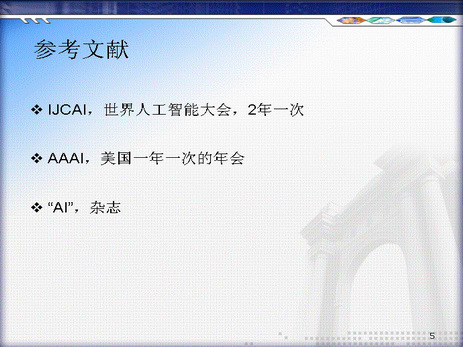 参考文献
❖ IJCAI，世界人工智能大会，2年一次
❖ AAAI，美国一年一次的年会
❖ “AI”，杂志
5